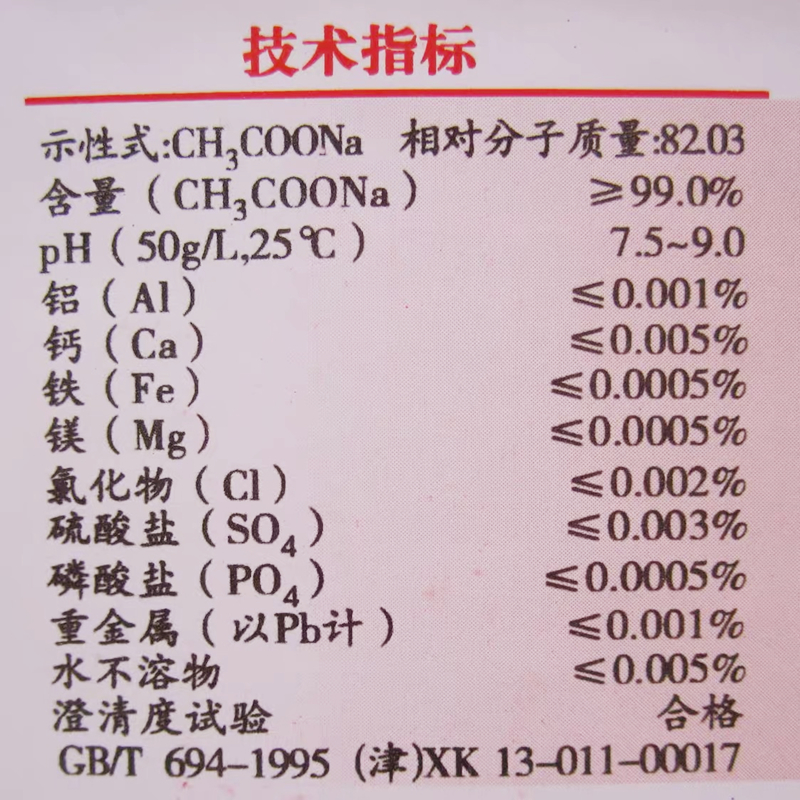 技术指标
示性式:CH₃COONa 相对分子质量:82.03
含量(CH₃COONa) ≥99.0%
pH(50g/L,25℃) 7.5~9.0
铝(Al) ≤0.001%
钙(Ca) ≤0.005%
铁(Fe) ≤0.0005%
镁(Mg) ≤0.0005%
氯化物(Cl) ≤0.002%
硫酸盐(SO₄) ≤0.003%
磷酸盐(PO₄) ≤0.0005%
重金属(以Pb计) ≤0.001%
水不溶物 ≤0.005%
澄清度试验 合格
GB/T 694–1995 (津)XK 13–011–00017